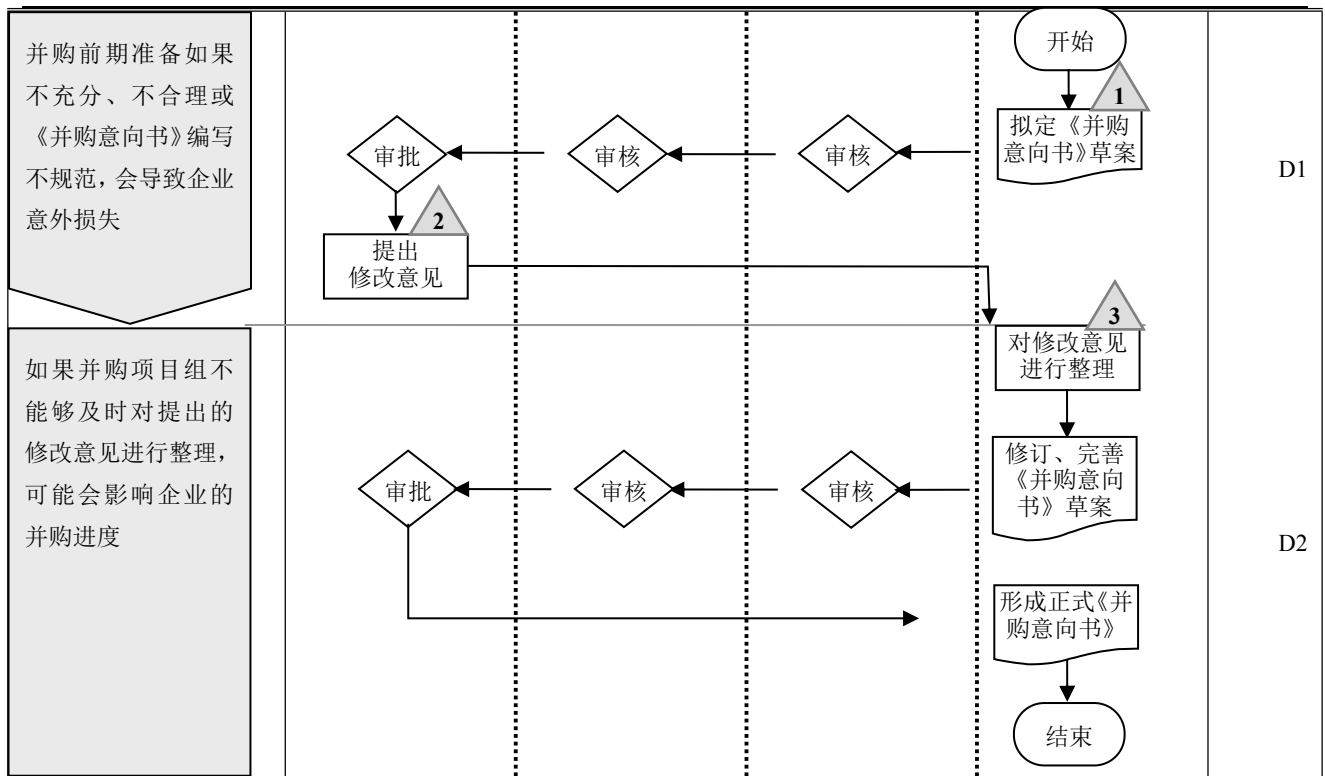 并购前期准备如果
不充分、不合理或
《并购意向书》编写
不规范，会导致企业
意外损失
开始
1
拟定《并购
意向书》草案
审核
审核
审批
D1
2
提出
修改意见
3
对修改意见
进行整理
如果并购项目组不
能够及时对提出的
修改意见进行整理，
可能会影响企业的
并购进度
修订、完善
《并购意向
书》草案
审核
审核
审批
D2
形成正式《并
购意向书》
结束